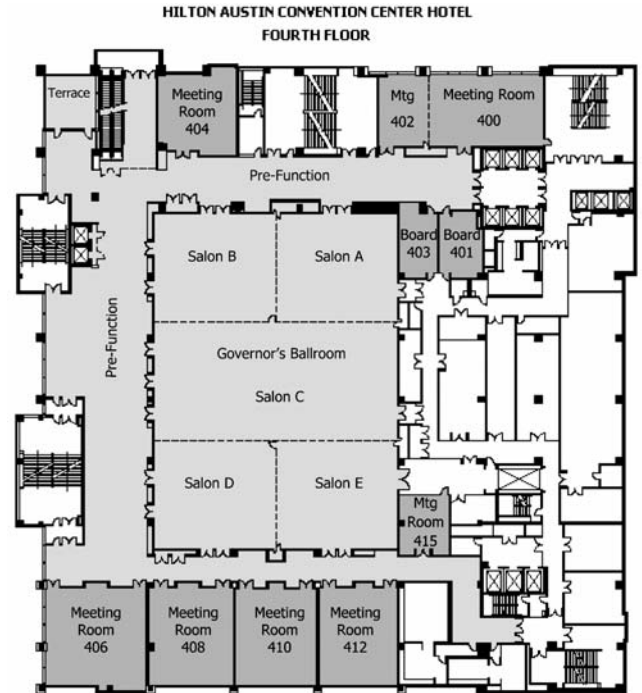 HILTON AUSTIN CONVENTION CENTER HOTEL
FOURTH FLOOR
Terrace
Meeting
Room
404
Mtg
402
Meeting Room
400
Pre-Function
Board
403
Board
401
Salon B
Salon A
Pre-Function
Governor's Ballroom
Salon C
Salon D
Salon E
Mtg
Room
415
Meeting
Room
406
Meeting
Room
408
Meeting
Room
410
Meeting
Room
412